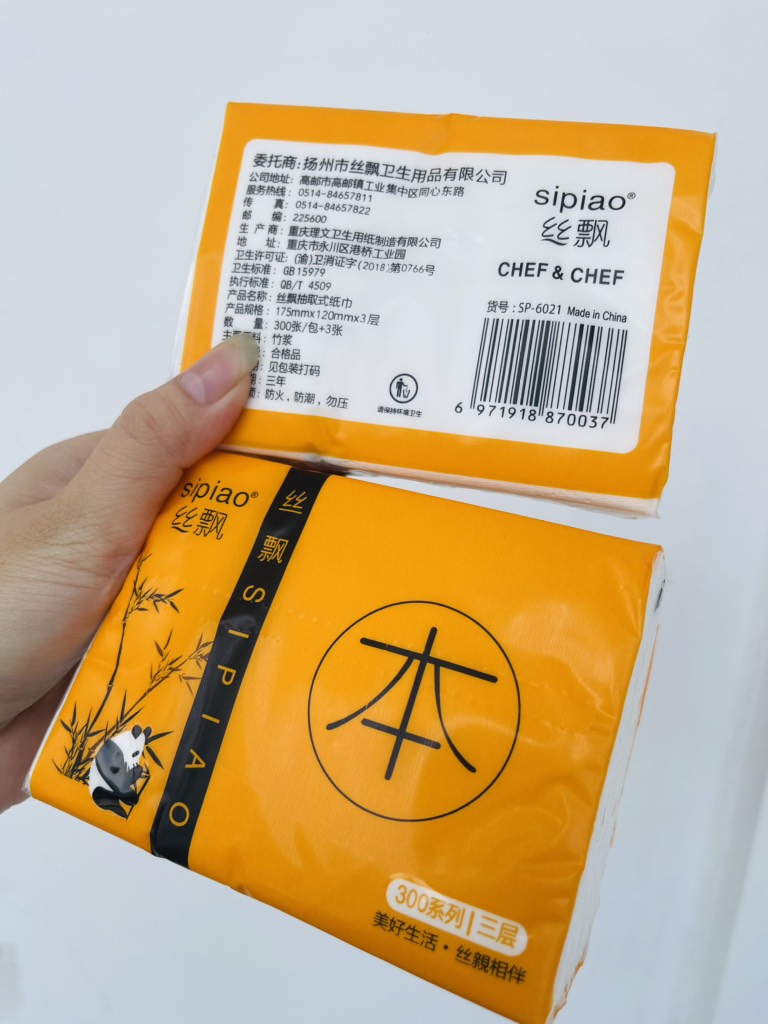 委托商:扬州市丝飘卫生用品有限公司
公司地址: 高邮市高邮镇工业集中区同心东路
服务热线: 0514-84657811
传 真: 0514-84657822
邮 编: 225600
生产商: 重庆理文卫生用纸制造有限公司
地 址: 重庆市永川区港桥工业园
卫生许可证: (渝)卫消证字(2018)第0766号
卫生标准: GB15979
执行标准: QB/T 4509
产品名称: 丝飘抽取式纸巾
产品规格: 175mmx120mmx3层
数 量: 300张/包+3张
竹浆
合格品
见包装打码
三年
防火,防潮,勿压
请保持环境卫生
sipiao®
丝飘
CHEF & CHEF
货号: SP-6021 Made in China
6 971918 870037
sipiao®
丝飘
丝飘 SIPIAO
本
300系列|三层
美好生活·丝親相伴